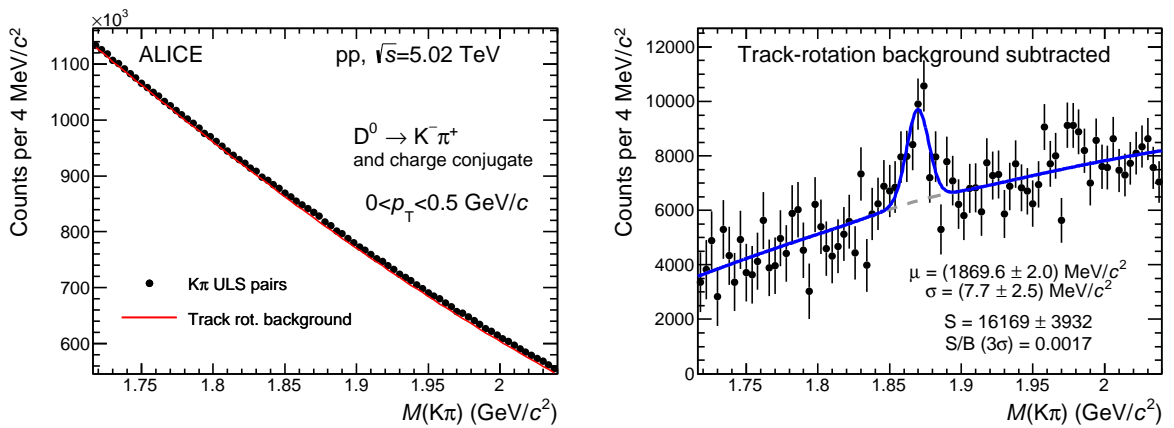 ×10³
ALICE
pp, √s=5.02 TeV
D⁰ → K⁻π⁺
and charge conjugate
0<p_T<0.5 GeV/c
Kπ ULS pairs
Track rot. background
Counts per 4 MeV/c²
1100
1000
900
800
700
600
1.75
1.8
1.85
1.9
1.95
2
M(Kπ) (GeV/c²)
Track-rotation background subtracted
μ = (1869.6 ± 2.0) MeV/c²
σ = (7.7 ± 2.5) MeV/c²
S = 16169 ± 3932
S/B (3σ) = 0.0017
Counts per 4 MeV/c²
12000
10000
8000
6000
4000
2000
0
1.75
1.8
1.85
1.9
1.95
2
M(Kπ) (GeV/c²)